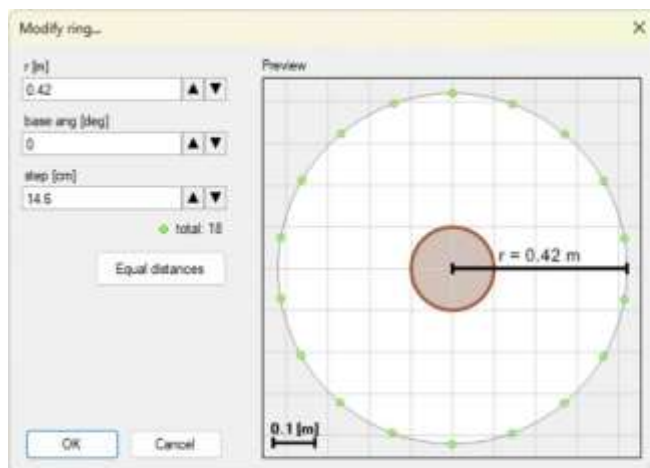 Modify ring...
r [m]
0.42
base ang [deg]
0
step [cm]
14.6
total: 18
Equal distances
OK
Cancel
Preview
r = 0.42 m
0.1 [m]